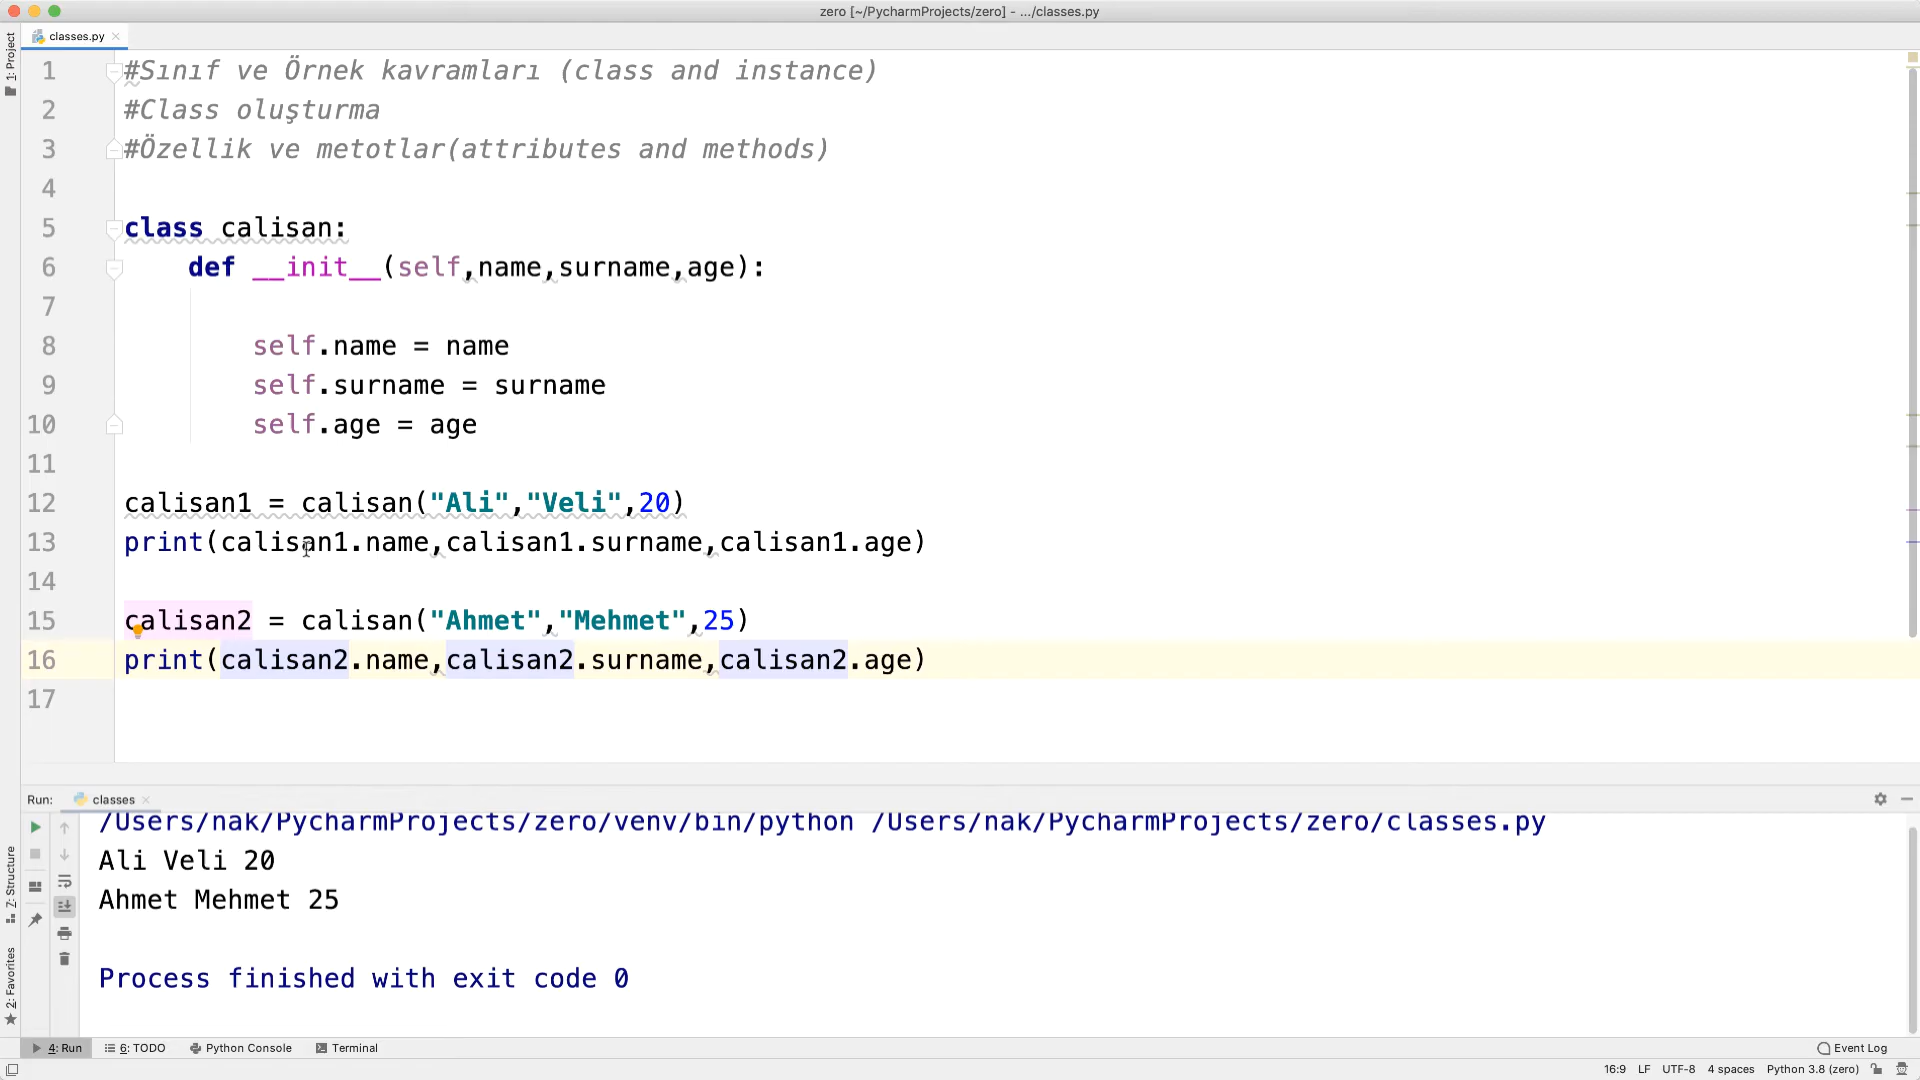 zero [~/PycharmProjects/zero] - .../classes.py
classes.py
1: Project
1 #Sınıf ve Örnek kavramları (class and instance)
2 #Class oluşturma
3 #Özellik ve metotlar(attributes and methods)
4
5 class calisan:
6     def __init__(self,name,surname,age):
7
8         self.name = name
9         self.surname = surname
10         self.age = age
11
12 calisan1 = calisan("Ali","Veli",20)
13 print(calisan1.name,calisan1.surname,calisan1.age)
14
15 calisan2 = calisan("Ahmet","Mehmet",25)
16 print(calisan2.name,calisan2.surname,calisan2.age)
17
Run: classes
/Users/nak/PycharmProjects/zero/venv/bin/python /Users/nak/PycharmProjects/zero/classes.py
Ali Veli 20
Ahmet Mehmet 25
Process finished with exit code 0
Z: Structure
2: Favorites
4: Run 6: TODO Python Console Terminal Event Log
16:9 LF UTF-8 4 spaces Python 3.8 (zero)